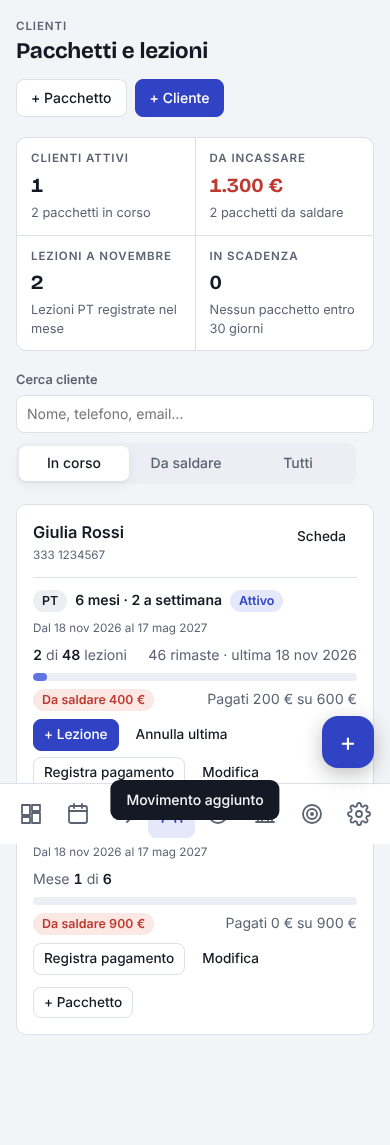 CLIENTI
Pacchetti e lezioni
+ Pacchetto
+ Cliente
CLIENTI ATTIVI
1
2 pacchetti in corso
DA INCASSARE
1.300 €
2 pacchetti da saldare
LEZIONI A NOVEMBRE
2
Lezioni PT registrate nel
mese
IN SCADENZA
0
Nessun pacchetto entro
30 giorni
Cerca cliente
Nome, telefono, email...
In corso
Da saldare
Tutti
Giulia Rossi
333 1234567
Scheda
PT 6 mesi · 2 a settimana Attivo
Dal 18 nov 2026 al 17 mag 2027
2 di 48 lezioni 46 rimaste · ultima 18 nov 2026
Da saldare 400 € Pagati 200 € su 600 €
+ Lezione Annulla ultima
+
Registra pagamento Modifica
Movimento aggiunto
Dal 18 nov 2026 al 17 mag 2027
Mese 1 di 6
Da saldare 900 € Pagati 0 € su 900 €
Registra pagamento Modifica
+ Pacchetto